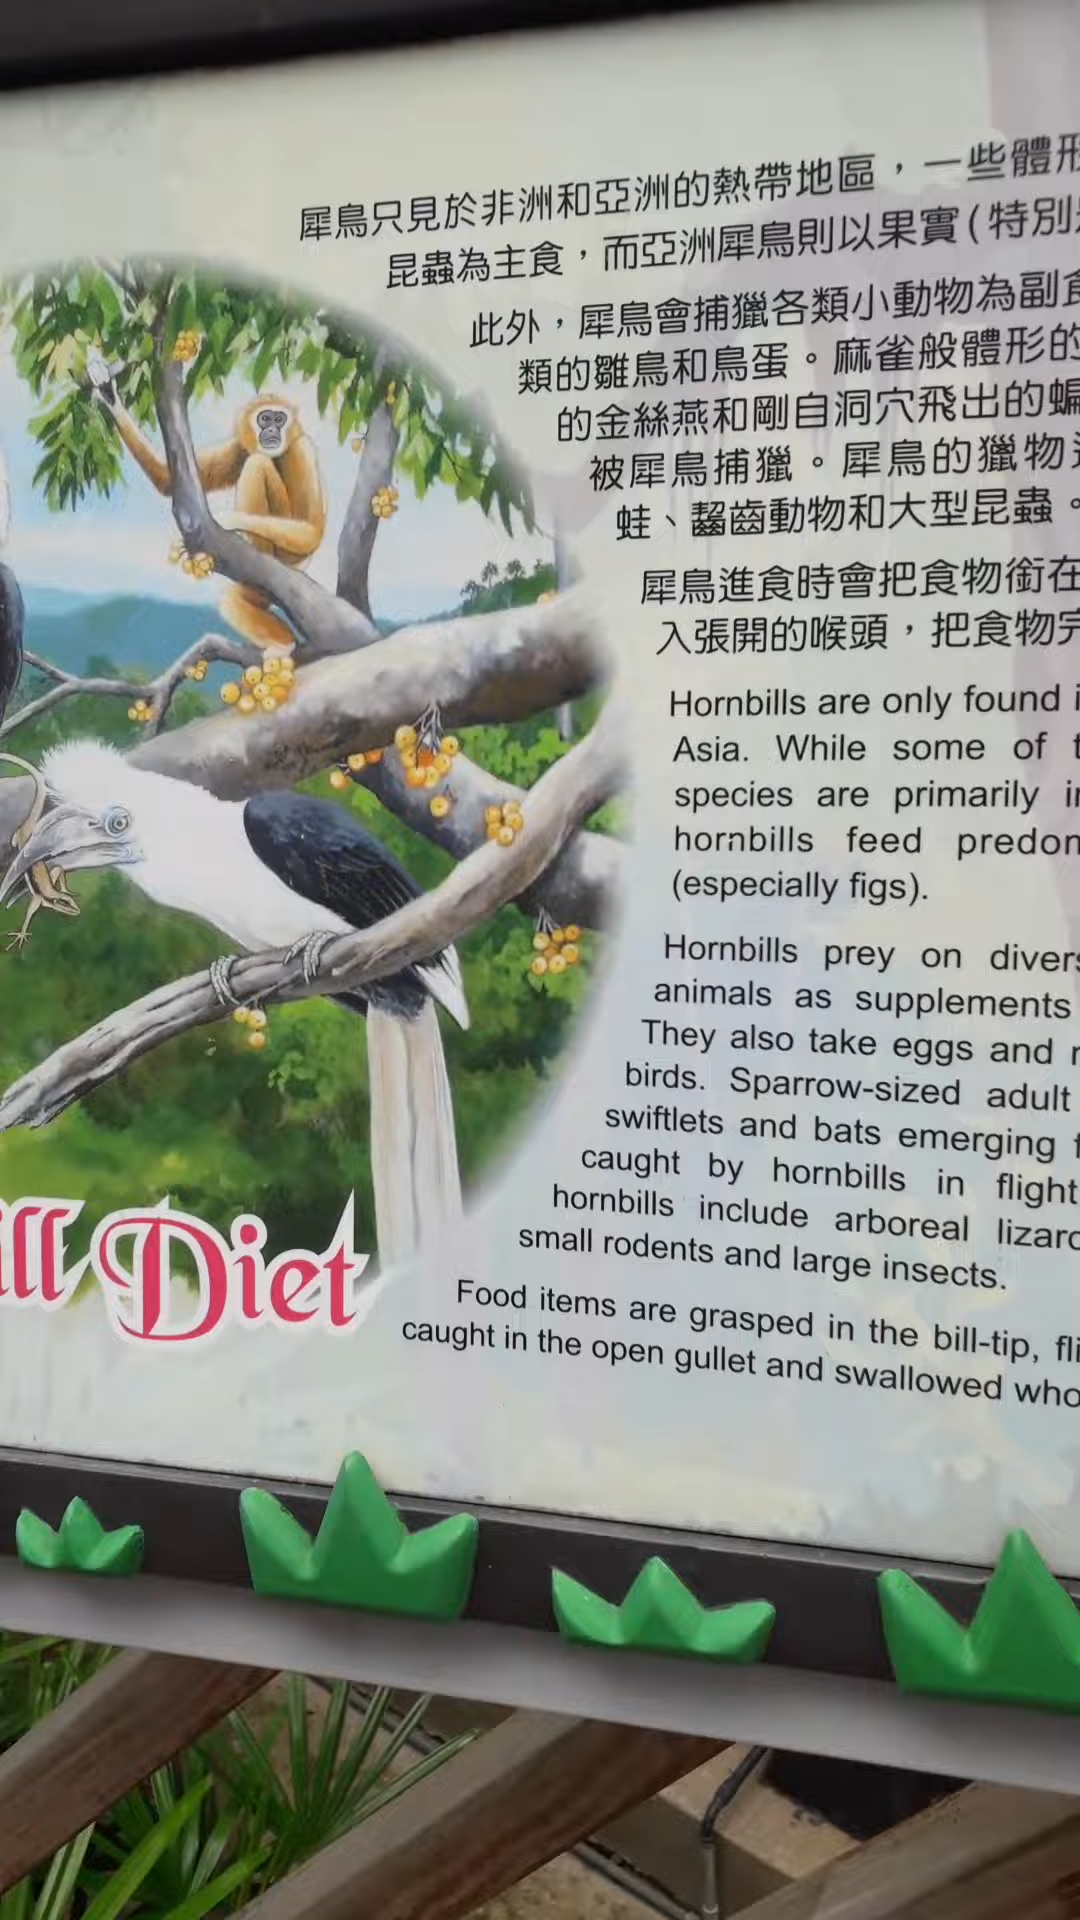 犀鳥只見於非洲和亞洲的熱帶地區，一些體形
昆蟲為主食，而亞洲犀鳥則以果實(特別是
此外，犀鳥會捕獵各類小動物為副食
類的雛鳥和鳥蛋。麻雀般體形的
的金絲燕和剛自洞穴飛出的蝙
被犀鳥捕獵。犀鳥的獵物
蛙、齧齒動物和大型昆蟲。
犀鳥進食時會把食物銜在
入張開的喉頭，把食物完
Hornbills are only found
Asia. While some of
species are primarily
hornbills feed
(especially figs).
Hornbills prey on
animals as supplements
They also take eggs and
birds. Sparrow-sized adult
swiftlets and bats emerging
caught by hornbills in flight
hornbills include arboreal
small rodents and large insects.
Food items are grasped in the bill-tip,
caught in the open gullet and swallowed
ill Diet